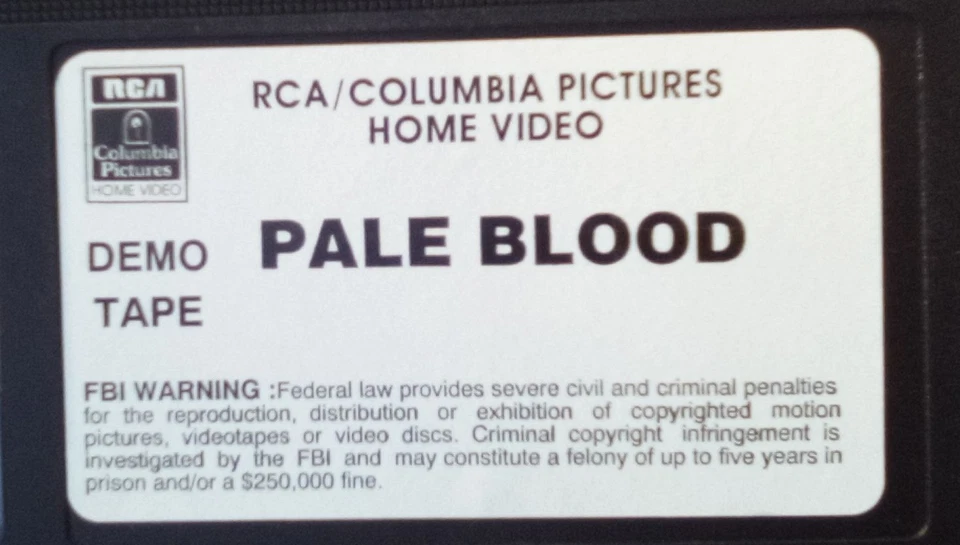 RCA
Columbia
Pictures
HOME VIDEO
RCA/COLUMBIA PICTURES
HOME VIDEO
DEMO
TAPE
PALE BLOOD
FBI WARNING :Federal law provides severe civil and criminal penalties
for the reproduction, distribution or exhibition of copyrighted motion
pictures, videotapes or video discs. Criminal copyright infringement is
investigated by the FBI and may constitute a felony of up to five years in
prison and/or a $250,000 fine.